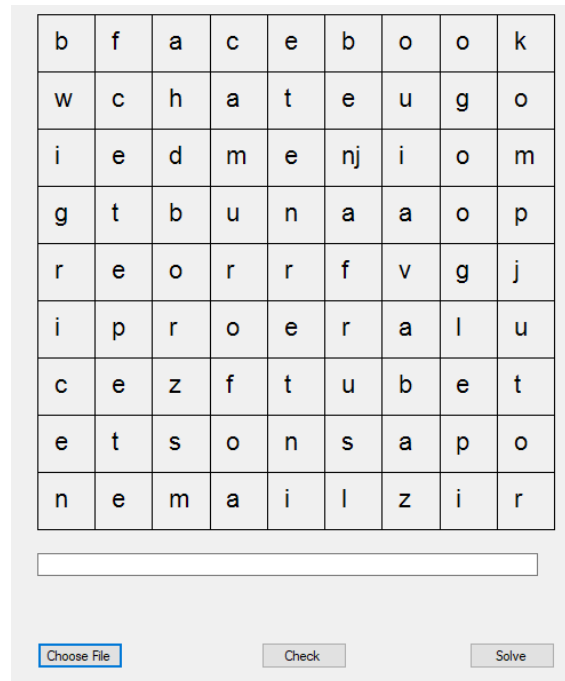 b f a c e b o o k
w c h a t e u g o
i e d m e nj i o m
g t b u n a a o p
r e o r r f v g j
i p r o e r a l u
c e z f t u b e t
e t s o n s a p o
n e m a i l z i r
Choose File Check Solve